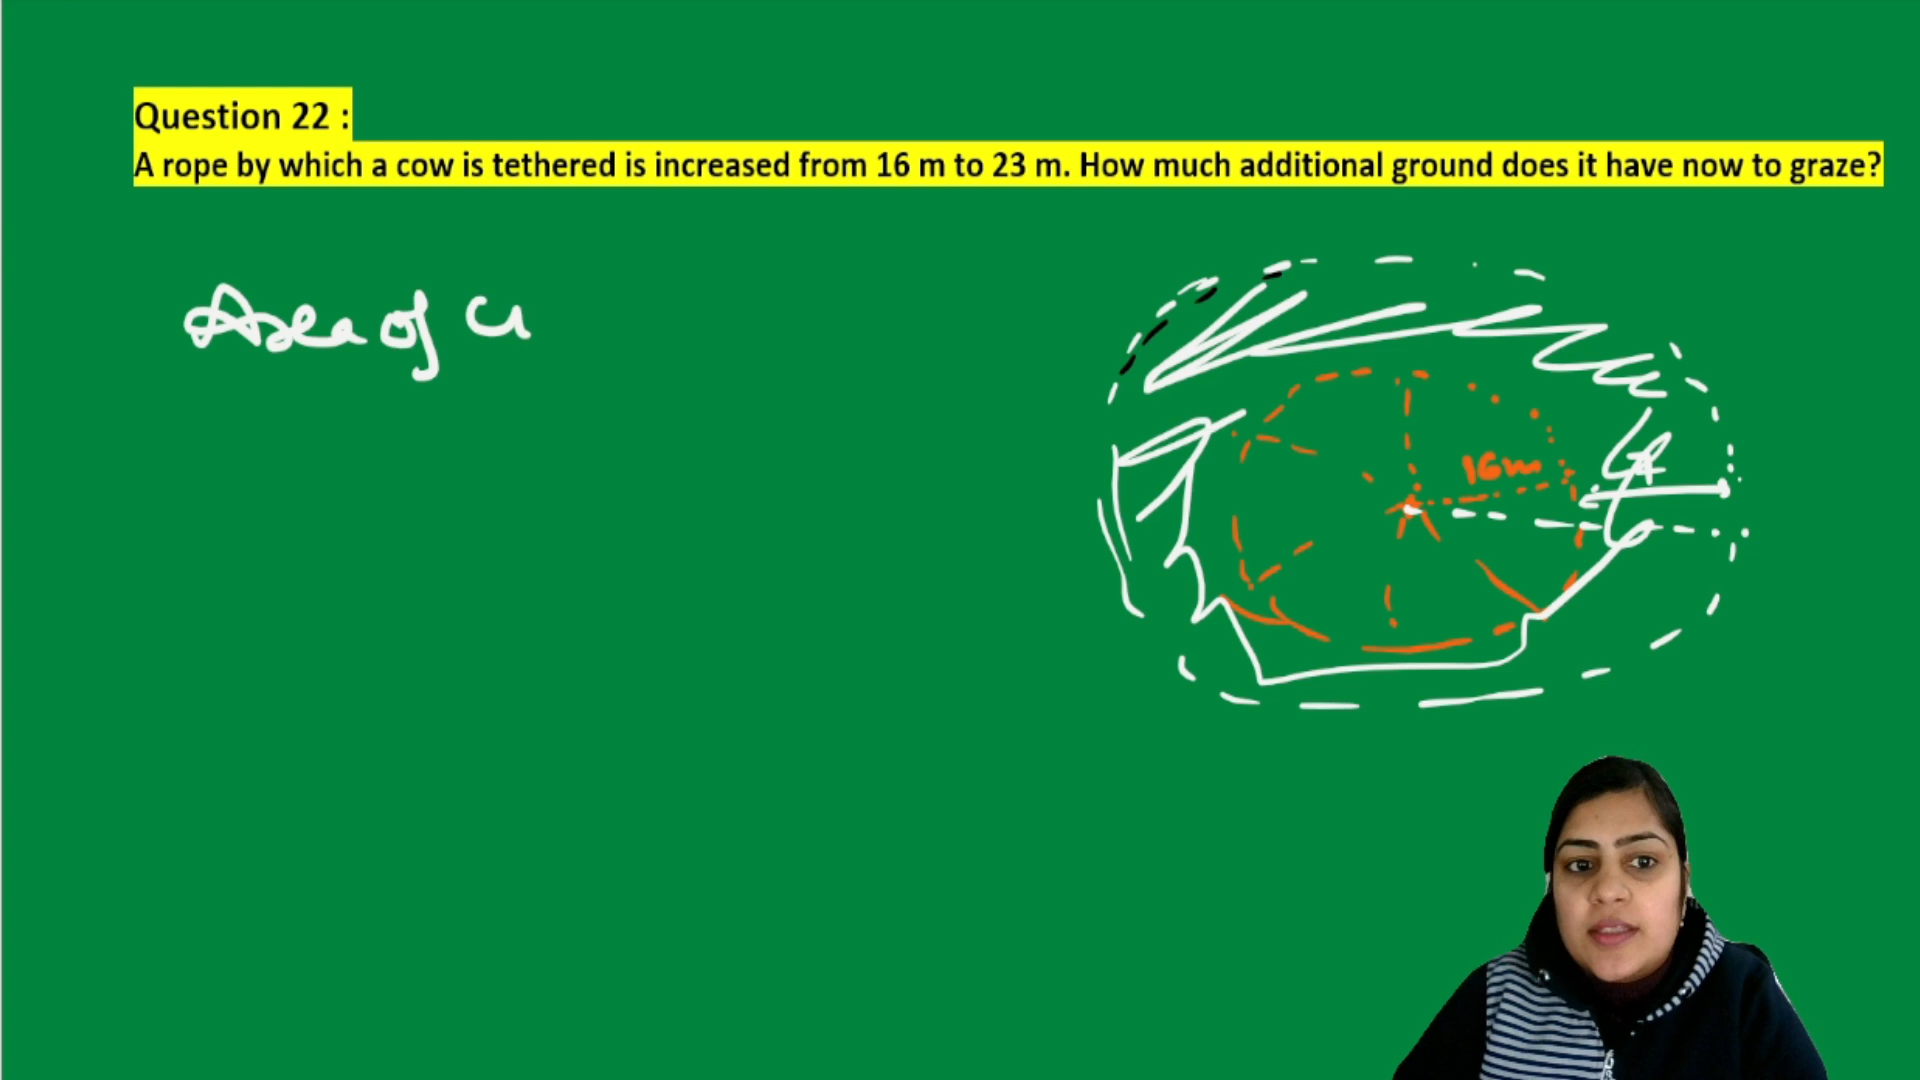 Question 22 :
A rope by which a cow is tethered is increased from 16 m to 23 m. How much additional ground does it have now to graze?
Area of
16m